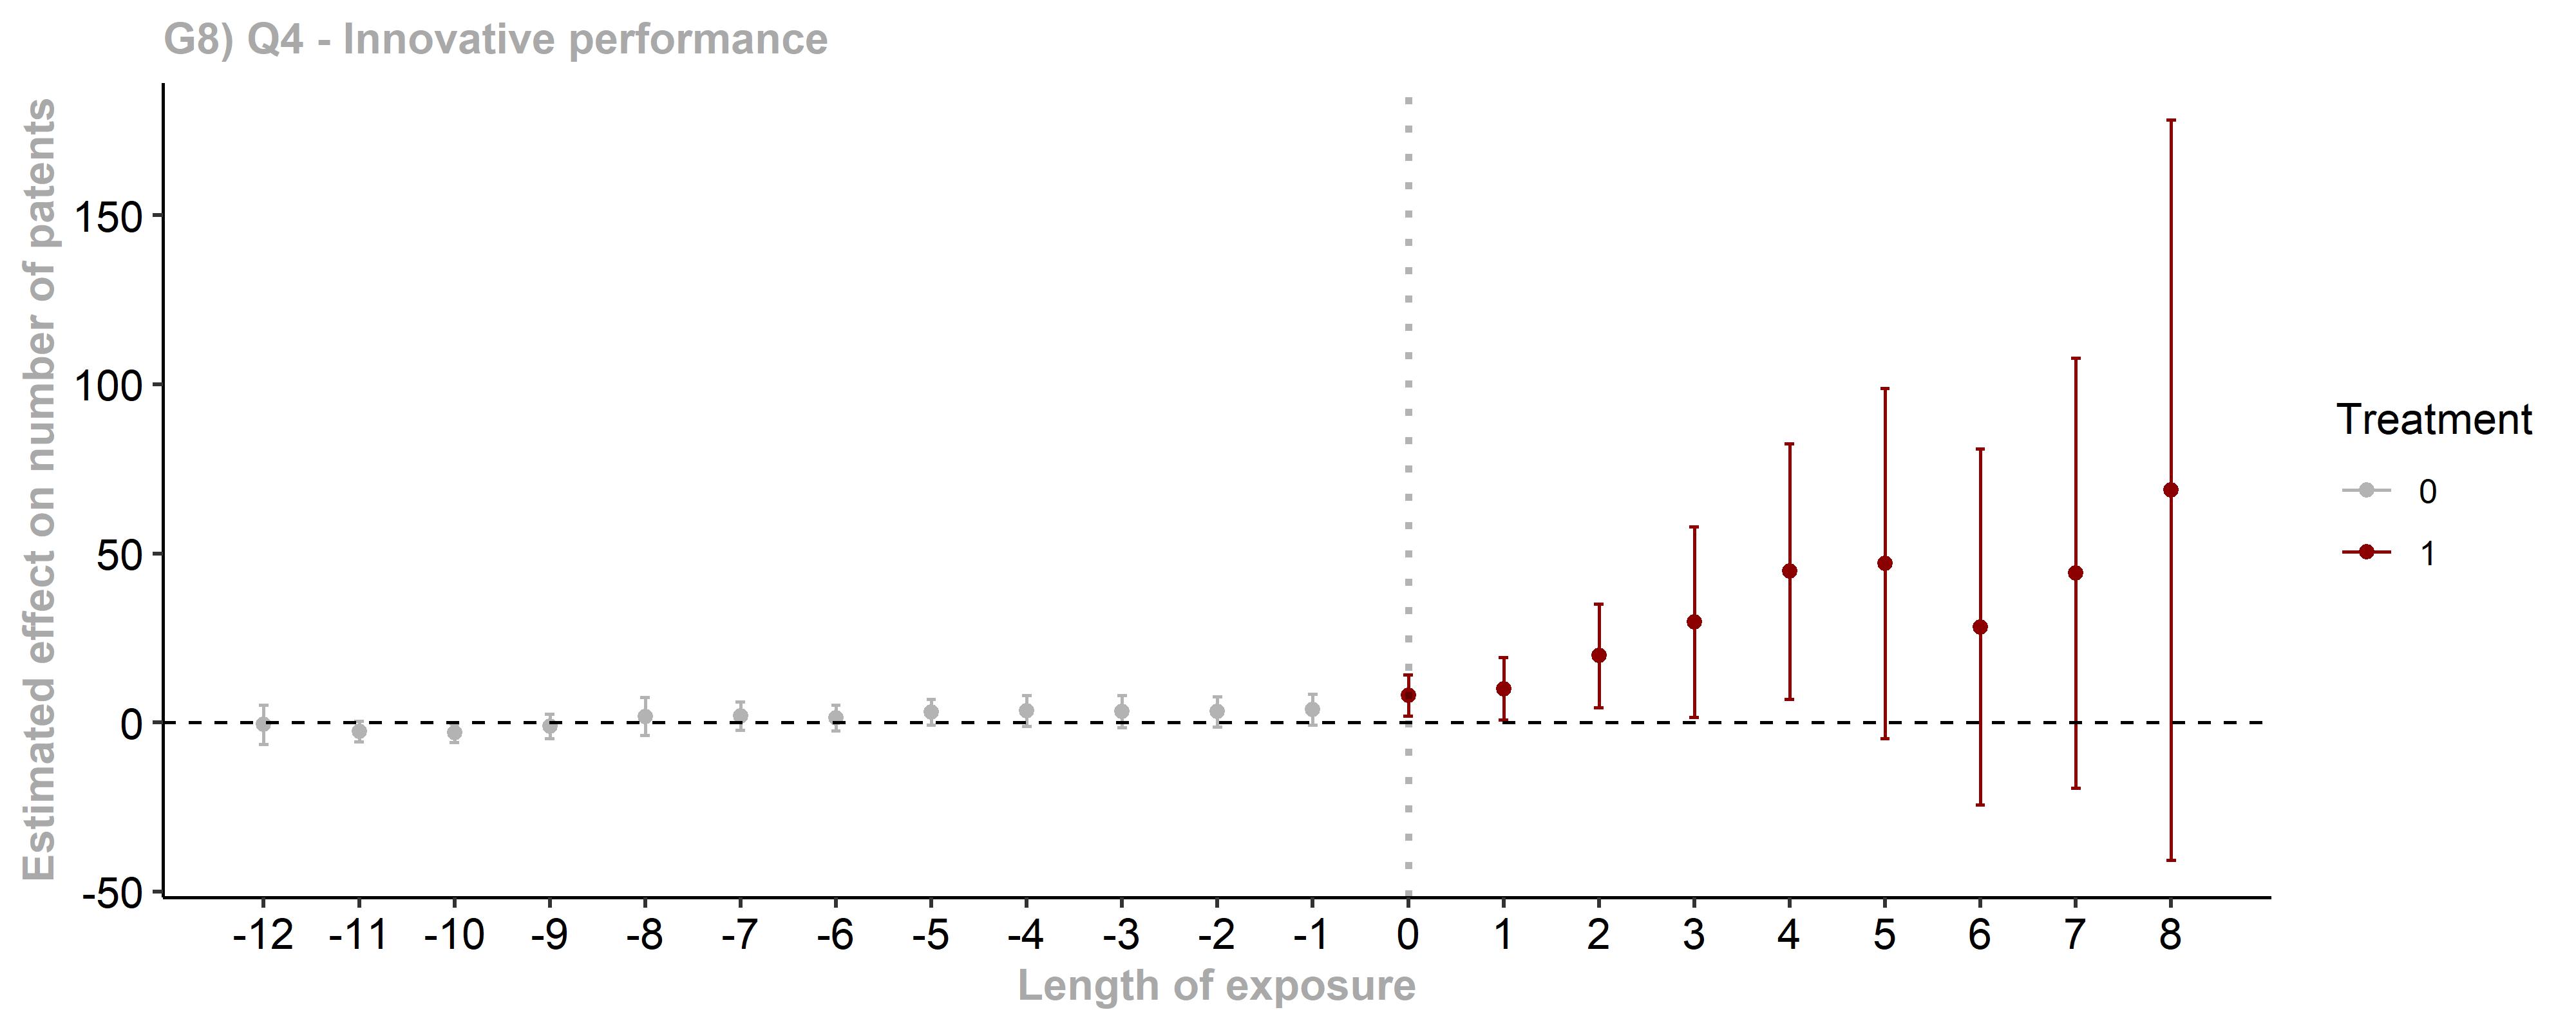 G8) Q4 - Innovative performance
Estimated effect on number of patents
150
100
50
0
-50
-12 -11 -10 -9 -8 -7 -6 -5 -4 -3 -2 -1 0 1 2 3 4 5 6 7 8
Length of exposure
Treatment
0
1